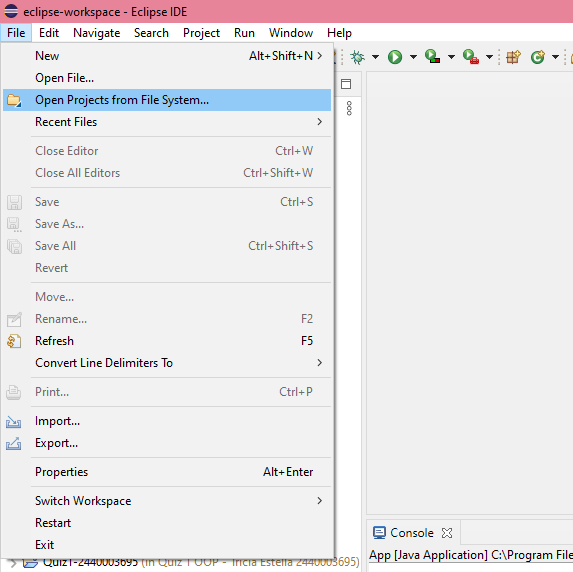 eclipse-workspace - Eclipse IDE
File Edit Navigate Search Project Run Window Help
New Alt+Shift+N
Open File...
Open Projects from File System...
Recent Files
Close Editor Ctrl+W
Close All Editors Ctrl+Shift+W
Save Ctrl+S
Save As...
Save All Ctrl+Shift+S
Revert
Move...
Rename... F2
Refresh F5
Convert Line Delimiters To
Print... Ctrl+P
Import...
Export...
Properties Alt+Enter
Switch Workspace
Restart
Exit
Console
App [Java Application] C:\Program File
Quiz1-2440003695 (in Quiz 1 OOP - Tricia Estella 2440003695)